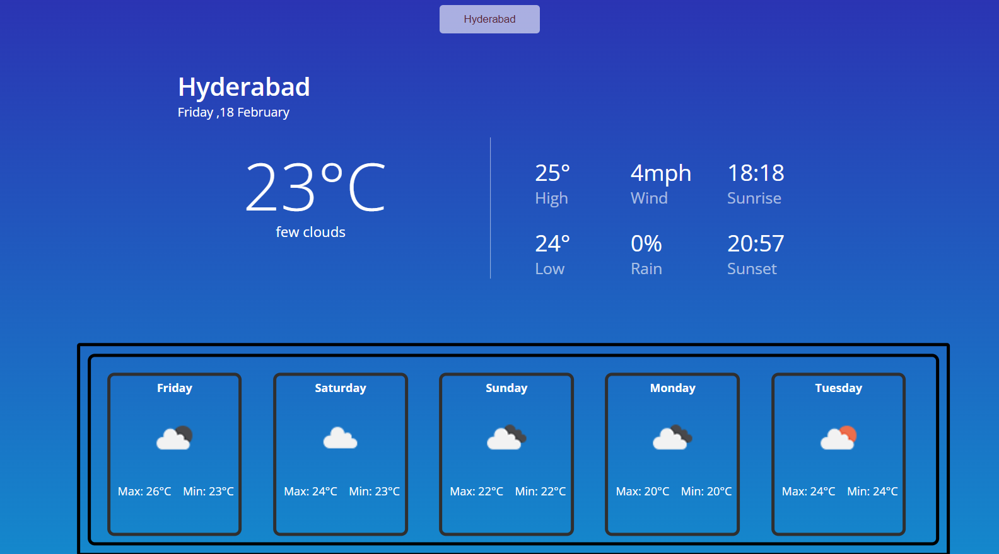 Hyderabad
Hyderabad
Friday ,18 February
23°C
few clouds
25° 4mph 18:18
High Wind Sunrise
24° 0% 20:57
Low Rain Sunset
Friday Saturday Sunday Monday Tuesday
Max: 26°C Min: 23°C Max: 24°C Min: 23°C Max: 22°C Min: 22°C Max: 20°C Min: 20°C Max: 24°C Min: 24°C